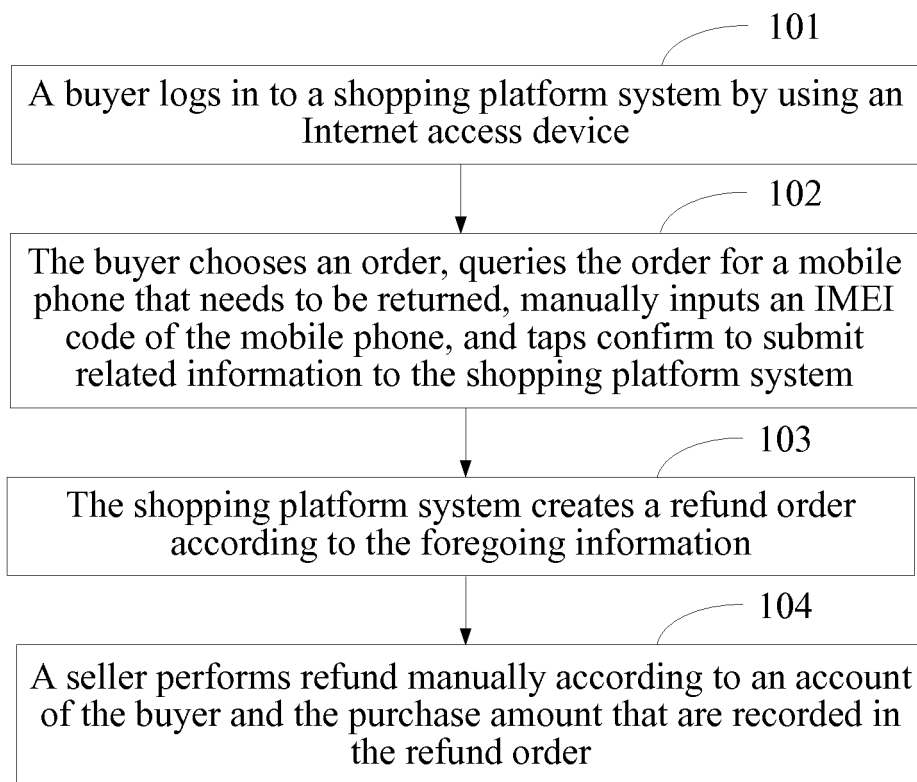 101
A buyer logs in to a shopping platform system by using an
Internet access device
102
The buyer chooses an order, queries the order for a mobile
phone that needs to be returned, manually inputs an IMEI
code of the mobile phone, and taps confirm to submit
related information to the shopping platform system
103
The shopping platform system creates a refund order
according to the foregoing information
104
A seller performs refund manually according to an account
of the buyer and the purchase amount that are recorded in
the refund order